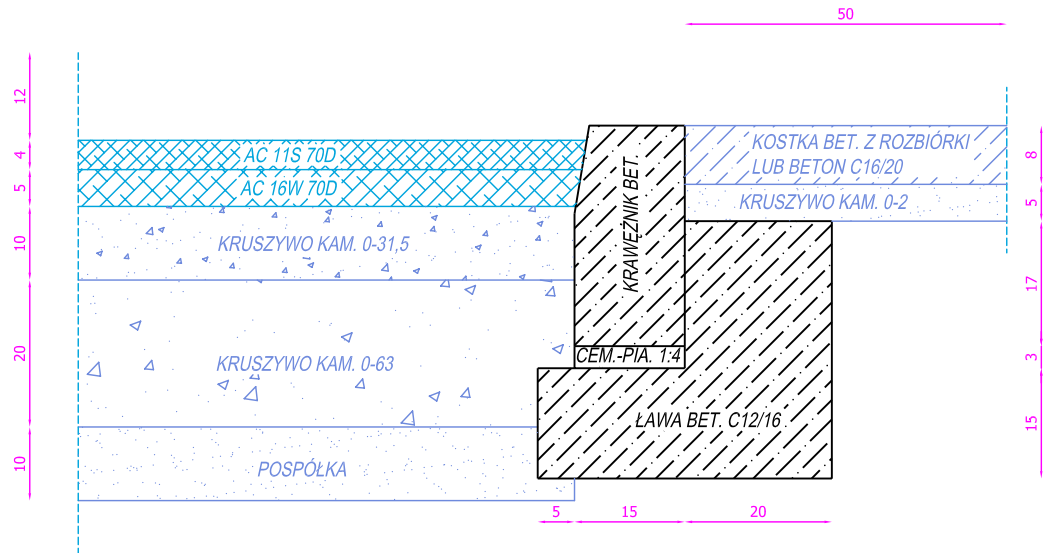 50
12
4
5
10
20
10
AC 11S 70D
AC 16W 70D
KRUSZYWO KAM. 0-31,5
KRUSZYWO KAM. 0-63
POSPÓŁKA
KRAWĘŻNIK BET.
CEM.-PIA. 1:4
ŁAWA BET. C12/16
KOSTKA BET. Z ROZBIÓRKI
LUB BETON C16/20
KRUSZYWO KAM. 0-2
8
5
17
3
15
5
15
20